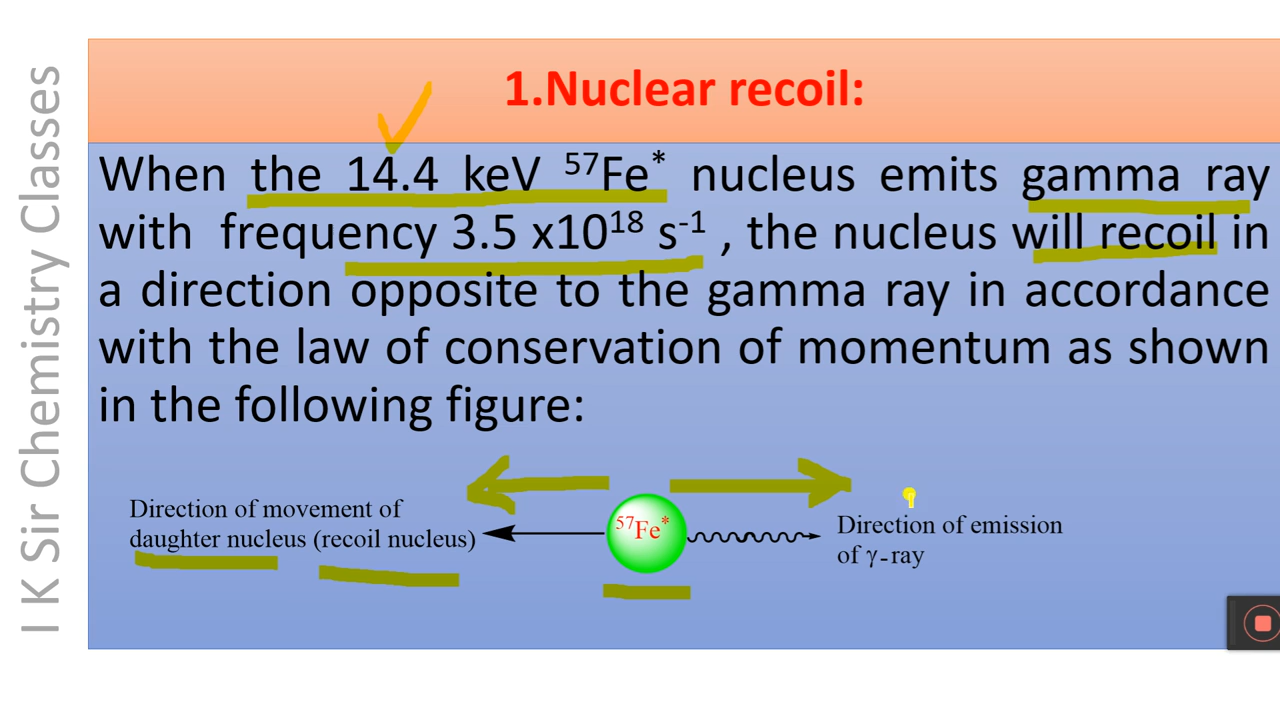 I K Sir Chemistry Classes
1.Nuclear recoil:
When the 14.4 keV ⁵⁷Fe* nucleus emits gamma ray
with frequency 3.5 x10¹⁸ s⁻¹ , the nucleus will recoil in
a direction opposite to the gamma ray in accordance
with the law of conservation of momentum as shown
in the following figure:
Direction of movement of
daughter nucleus (recoil nucleus)
⁵⁷Fe*
Direction of emission
of γ-ray